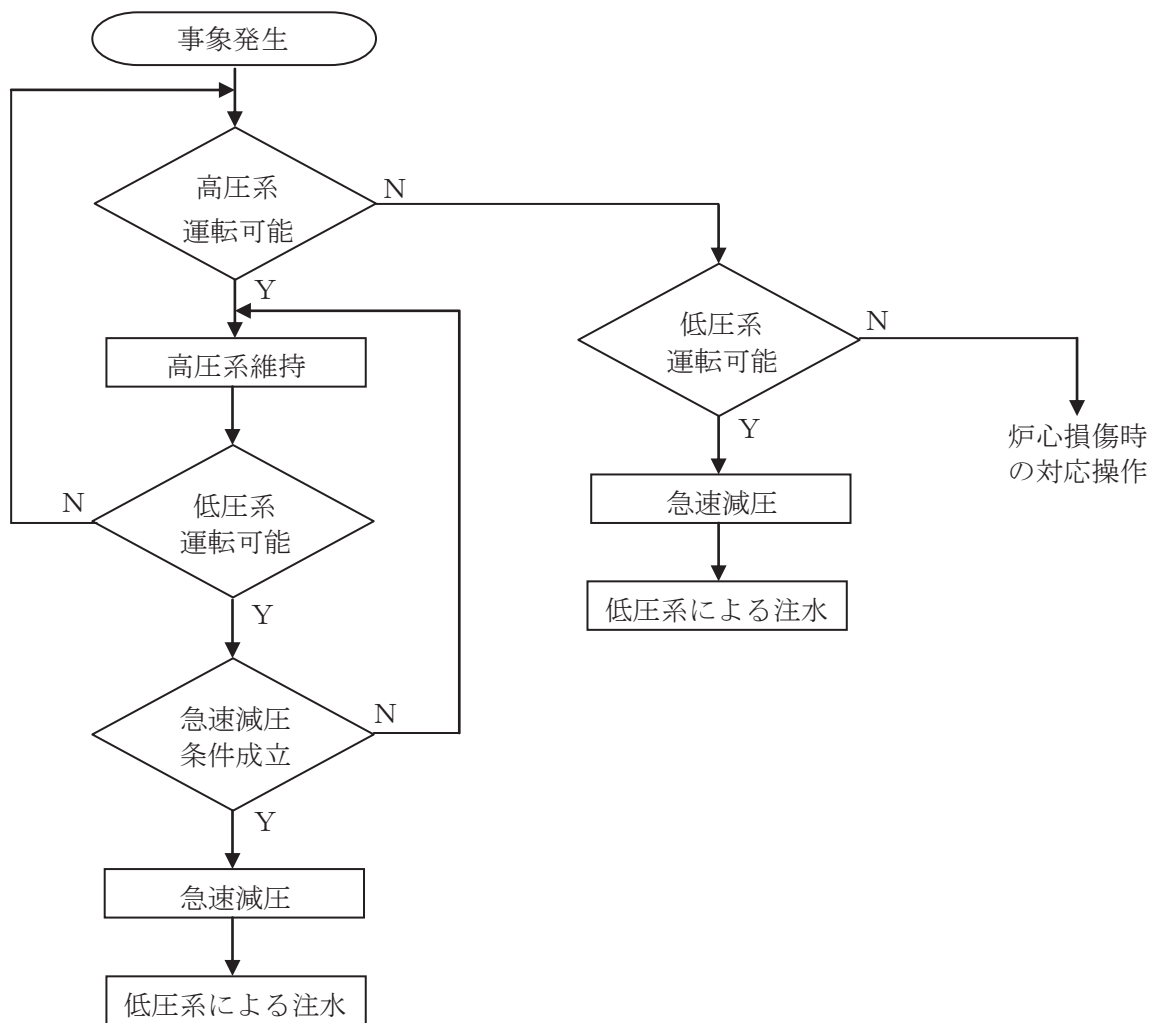 事象発生
高圧系
運転可能
N
Y
高圧系維持
低圧系
運転可能
N
Y
急速減圧
条件成立
N
Y
急速減圧
低圧系による注水
低圧系
運転可能
N
Y
急速減圧
低圧系による注水
炉心損傷時
の対応操作